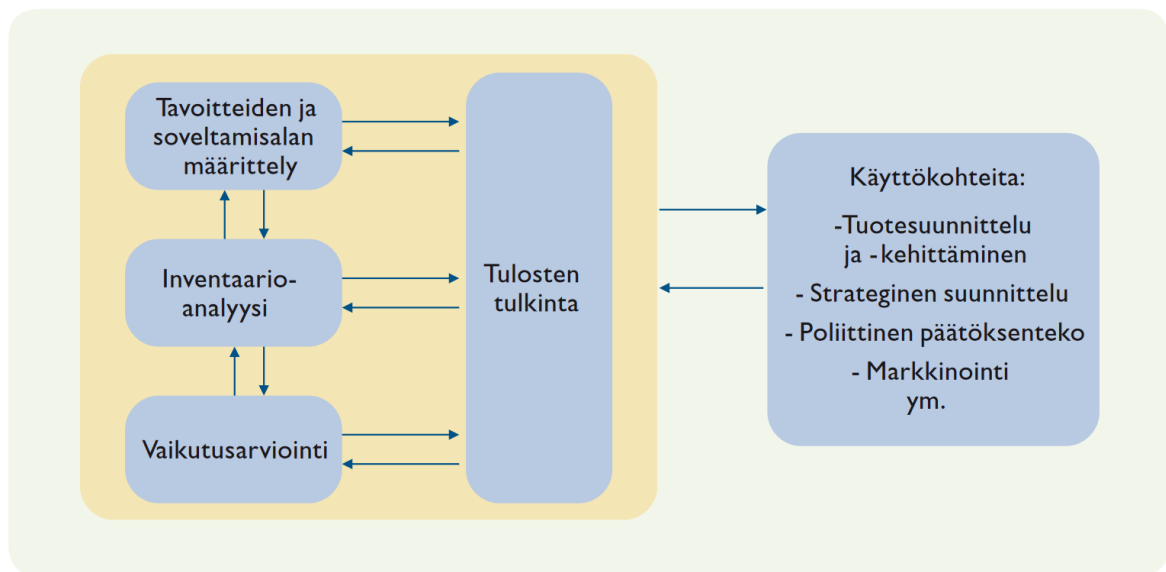 Tavoitteiden ja
soveltamisalan
määrittely
Inventaario-
analyysi
Vaikutusarviointi
Tulosten
tulkinta
Käyttökohteita:
-Tuotesuunnittelu
ja -kehittäminen
- Strateginen suunnittelu
- Poliittinen päätöksenteko
- Markkinointi
ym.